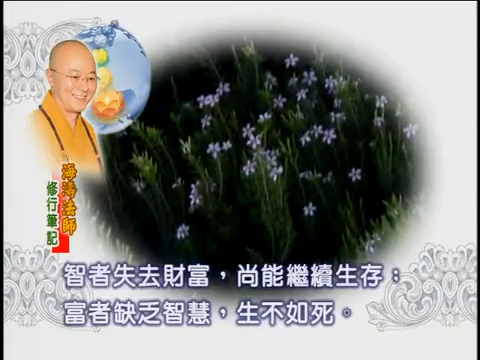 海濤法師
修行筆記
智者失去財富，尚能繼續生存；
富者缺乏智慧，生不如死。